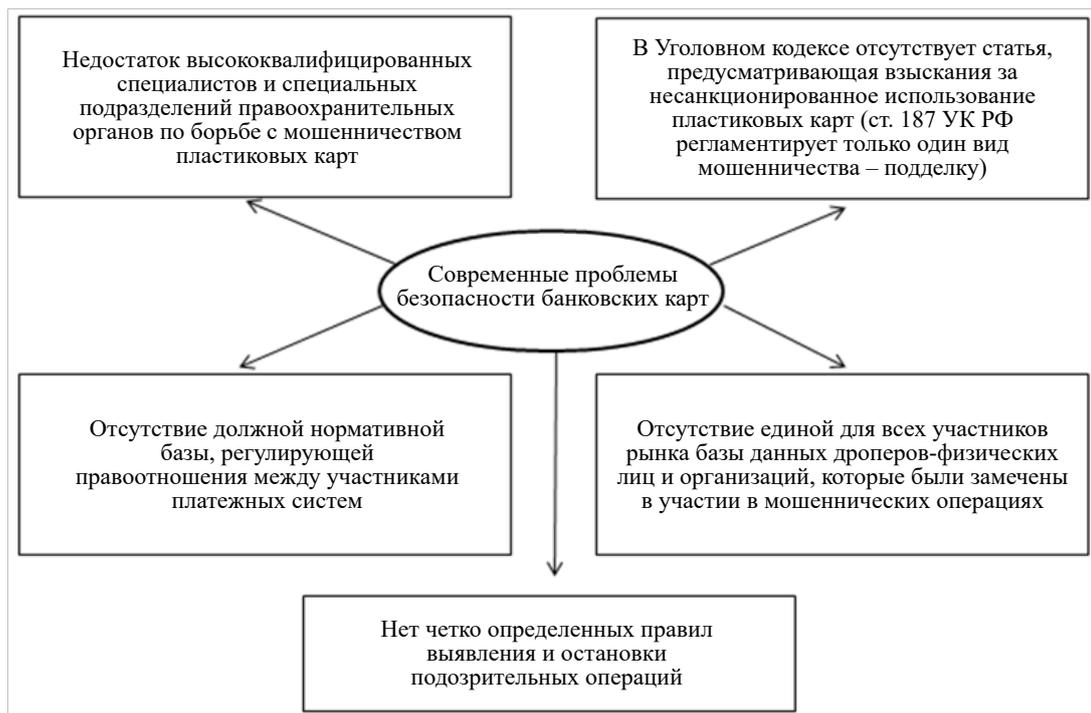 Недостаток высококвалифицированных
специалистов и специальных
подразделений правоохранительных
органов по борьбе с мошенничеством
пластиковых карт
В Уголовном кодексе отсутствует статья,
предусматривающая взыскания за
несанкционированное использование
пластиковых карт (ст. 187 УК РФ
регламентирует только один вид
мошенничества – подделку)
Современные проблемы
безопасности банковских карт
Отсутствие должной нормативной
базы, регулирующей
правоотношения между участниками
платежных систем
Отсутствие единой для всех участников
рынка базы данных дроперов-физических
лиц и организаций, которые были замечены
в участии в мошеннических операциях
Нет четко определенных правил
выявления и остановки
подозрительных операций